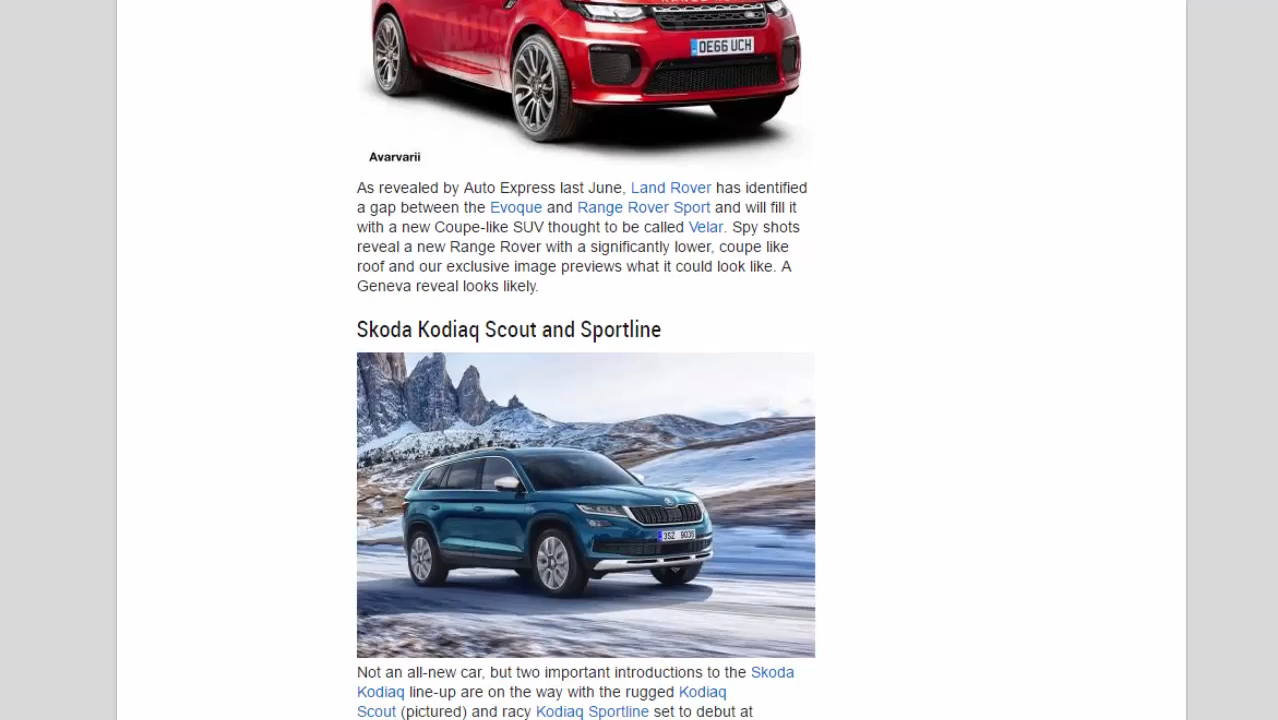 OE66 UCH
Avarvarii
As revealed by Auto Express last June, Land Rover has identified
a gap between the Evoque and Range Rover Sport and will fill it
with a new Coupe-like SUV thought to be called Velar. Spy shots
reveal a new Range Rover with a significantly lower, coupe like
roof and our exclusive image previews what it could look like. A
Geneva reveal looks likely.
Skoda Kodiaq Scout and Sportline
3SZ 9030
Not an all-new car, but two important introductions to the Skoda
Kodiaq line-up are on the way with the rugged Kodiaq
Scout (pictured) and racy Kodiaq Sportline set to debut at